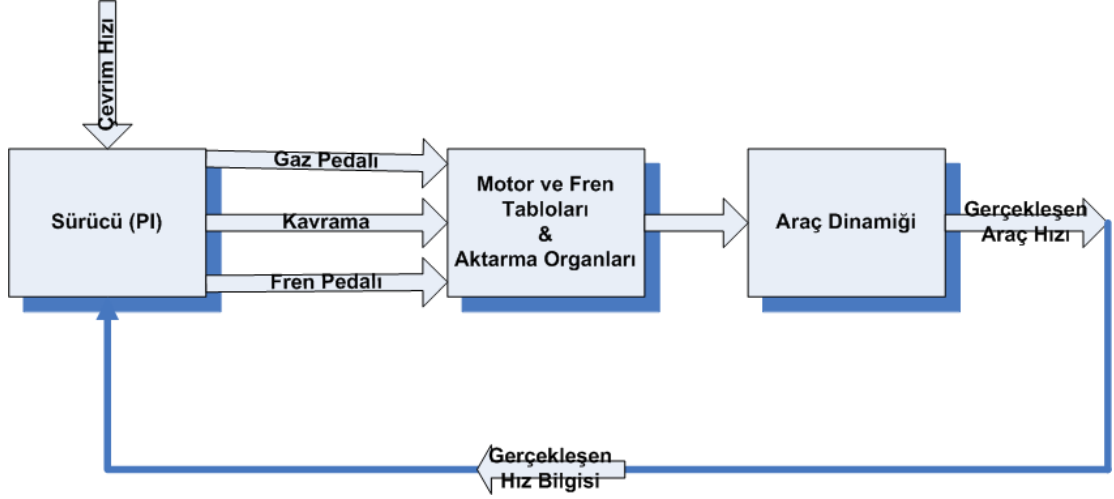 Çevrim Hızı
Sürücü (PI)
Gaz Pedalı
Kavrama
Fren Pedalı
Motor ve Fren
Tabloları
&
Aktarma Organları
Araç Dinamiği
Gerçekleşen
Araç Hızı
Gerçekleşen
Hız Bilgisi